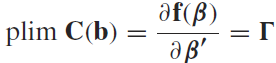 plim C(b) = ∂f(β) / ∂β′ = Γ